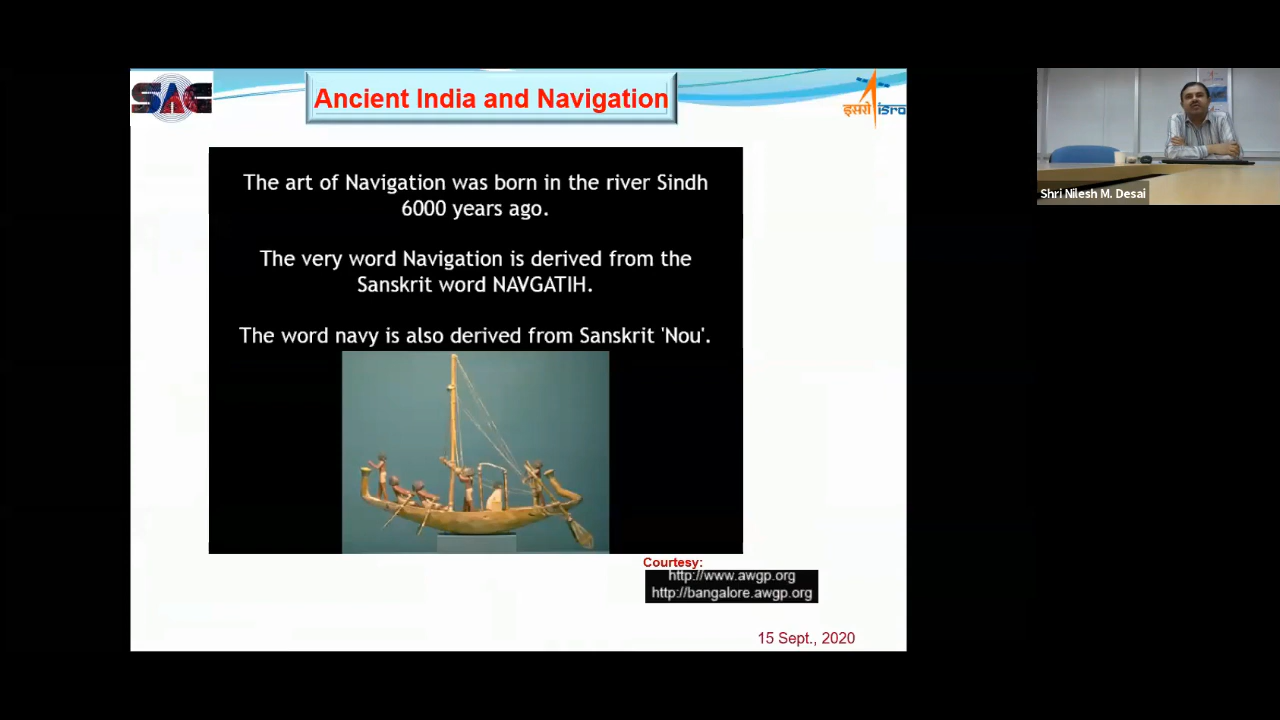 SAC
Ancient India and Navigation
इसरो isro
The art of Navigation was born in the river Sindh
6000 years ago.
The very word Navigation is derived from the
Sanskrit word NAVGATIH.
The word navy is also derived from Sanskrit 'Nou'.
Courtesy:
http://www.awgp.org
http://bangalore.awgp.org
15 Sept., 2020
Shri Nilesh M. Desai